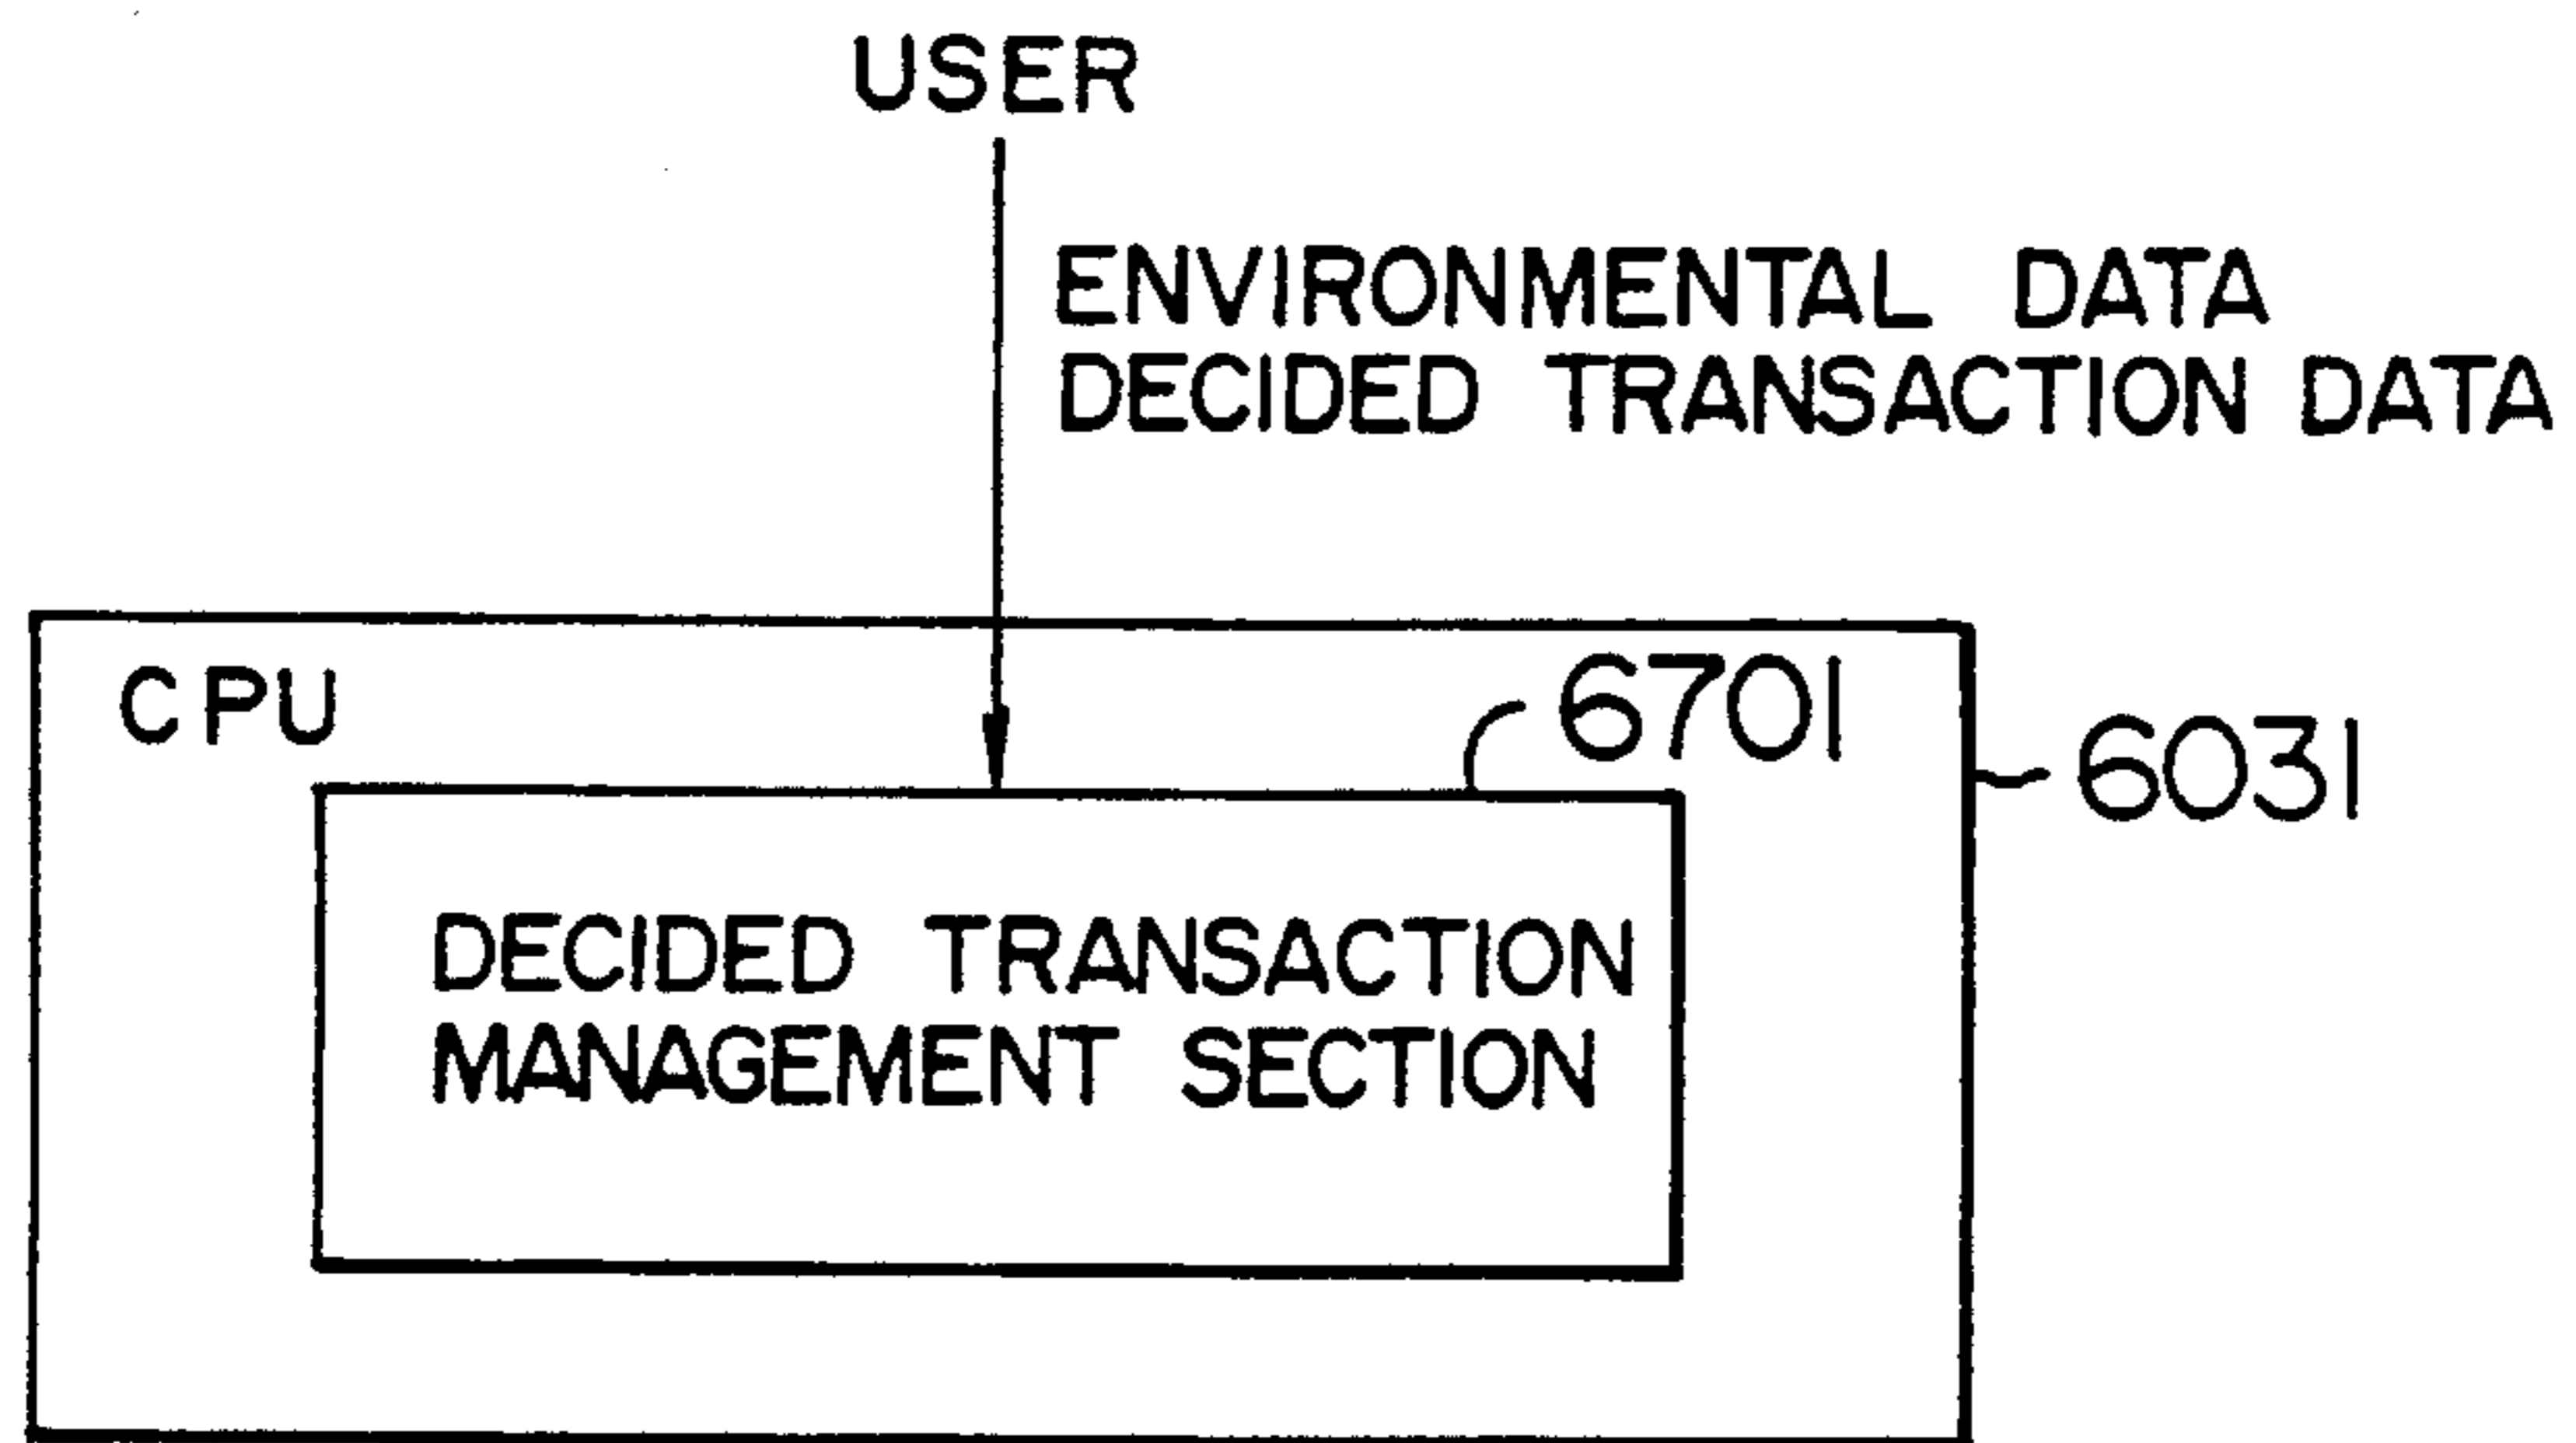 USER
ENVIRONMENTAL DATA
DECIDED TRANSACTION DATA
CPU
6701
6031
DECIDED TRANSACTION
MANAGEMENT SECTION